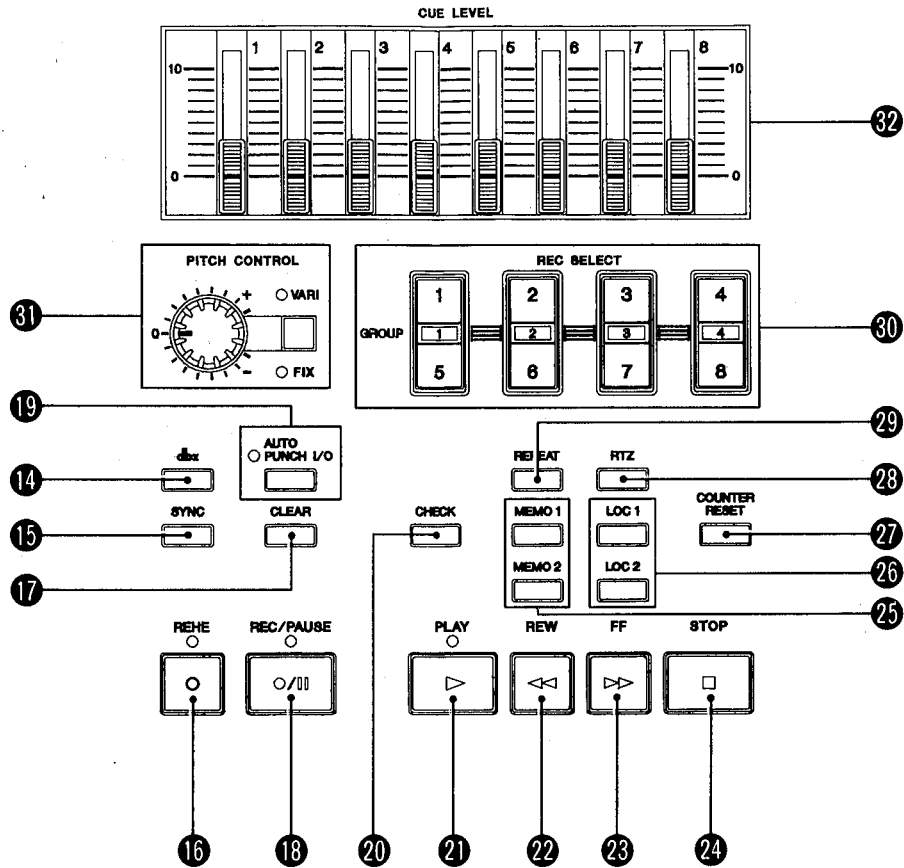 CUE LEVEL
1 2 3 4 5 6 7 8
10 10
0 0
32
PITCH CONTROL
+ VARI
0
- FIX
31
REC SELECT
1 2 3 4
GROUP 1 2 3 4
5 6 7 8
30
19
AUTO
PUNCH I/O
29
dbx
REPEAT RTZ
14
28
SYNC CLEAR CHECK MEMO 1 LOC 1 COUNTER
RESET
15
27
17
MEMO 2 LOC 2
26
25
REHE REC/PAUSE PLAY REW FF STOP
16 18 20 21 22 23 24